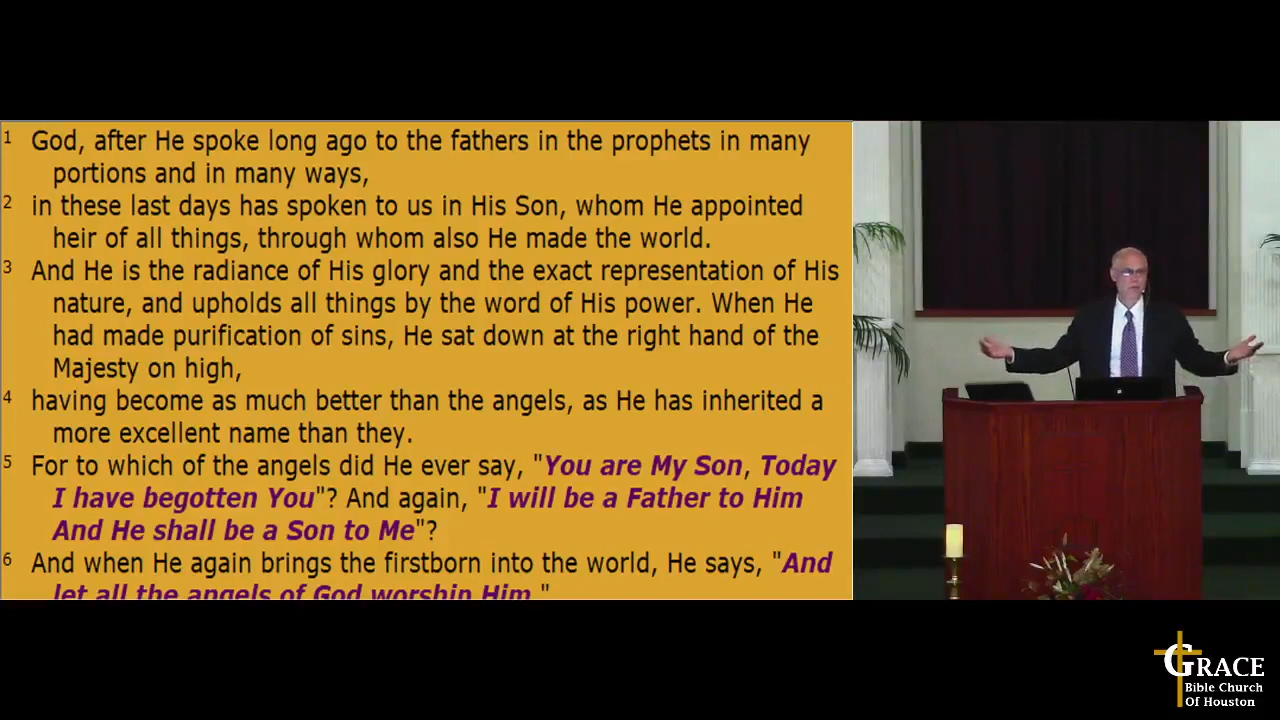 1 God, after He spoke long ago to the fathers in the prophets in many
portions and in many ways,
2 in these last days has spoken to us in His Son, whom He appointed
heir of all things, through whom also He made the world.
3 And He is the radiance of His glory and the exact representation of His
nature, and upholds all things by the word of His power. When He
had made purification of sins, He sat down at the right hand of the
Majesty on high,
4 having become as much better than the angels, as He has inherited a
more excellent name than they.
5 For to which of the angels did He ever say, "You are My Son, Today
I have begotten You"? And again, "I will be a Father to Him
And He shall be a Son to Me"?
6 And when He again brings the firstborn into the world, He says, "And
let all the angels of God worship Him."
GRACE
Bible Church
Of Houston